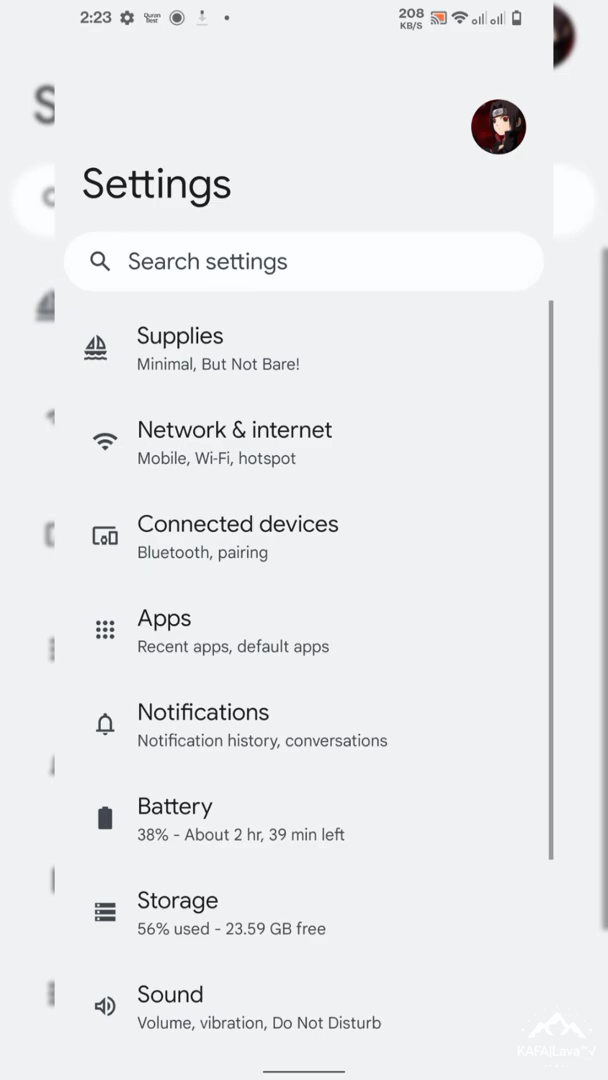 2:23
Quran
Best
208
KB/S
S
Settings
Search settings
Supplies
Minimal, But Not Bare!
Network & internet
Mobile, Wi-Fi, hotspot
Connected devices
Bluetooth, pairing
Apps
Recent apps, default apps
Notifications
Notification history, conversations
Battery
38% - About 2 hr, 39 min left
Storage
56% used - 23.59 GB free
Sound
Volume, vibration, Do Not Disturb